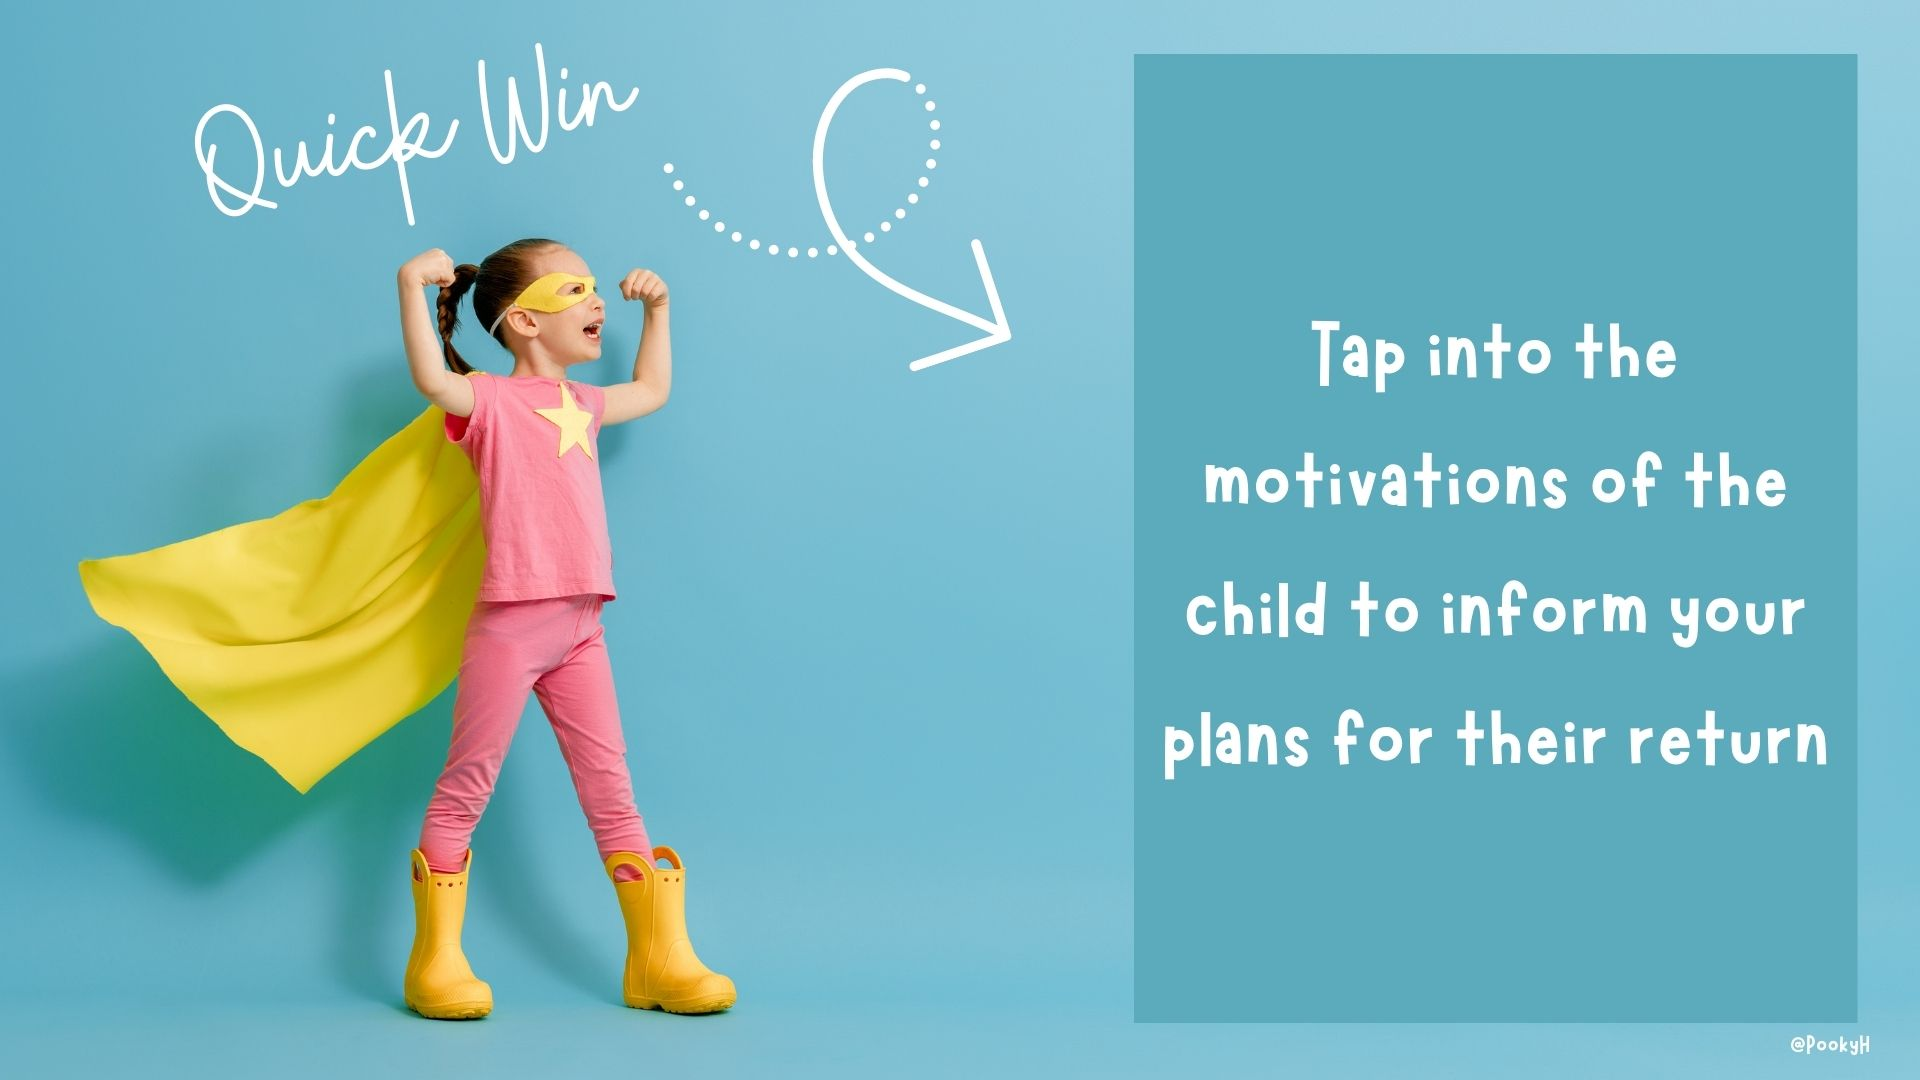 Quick Win
Tap into the
motivations of the
child to inform your
plans for their return
@PookyH